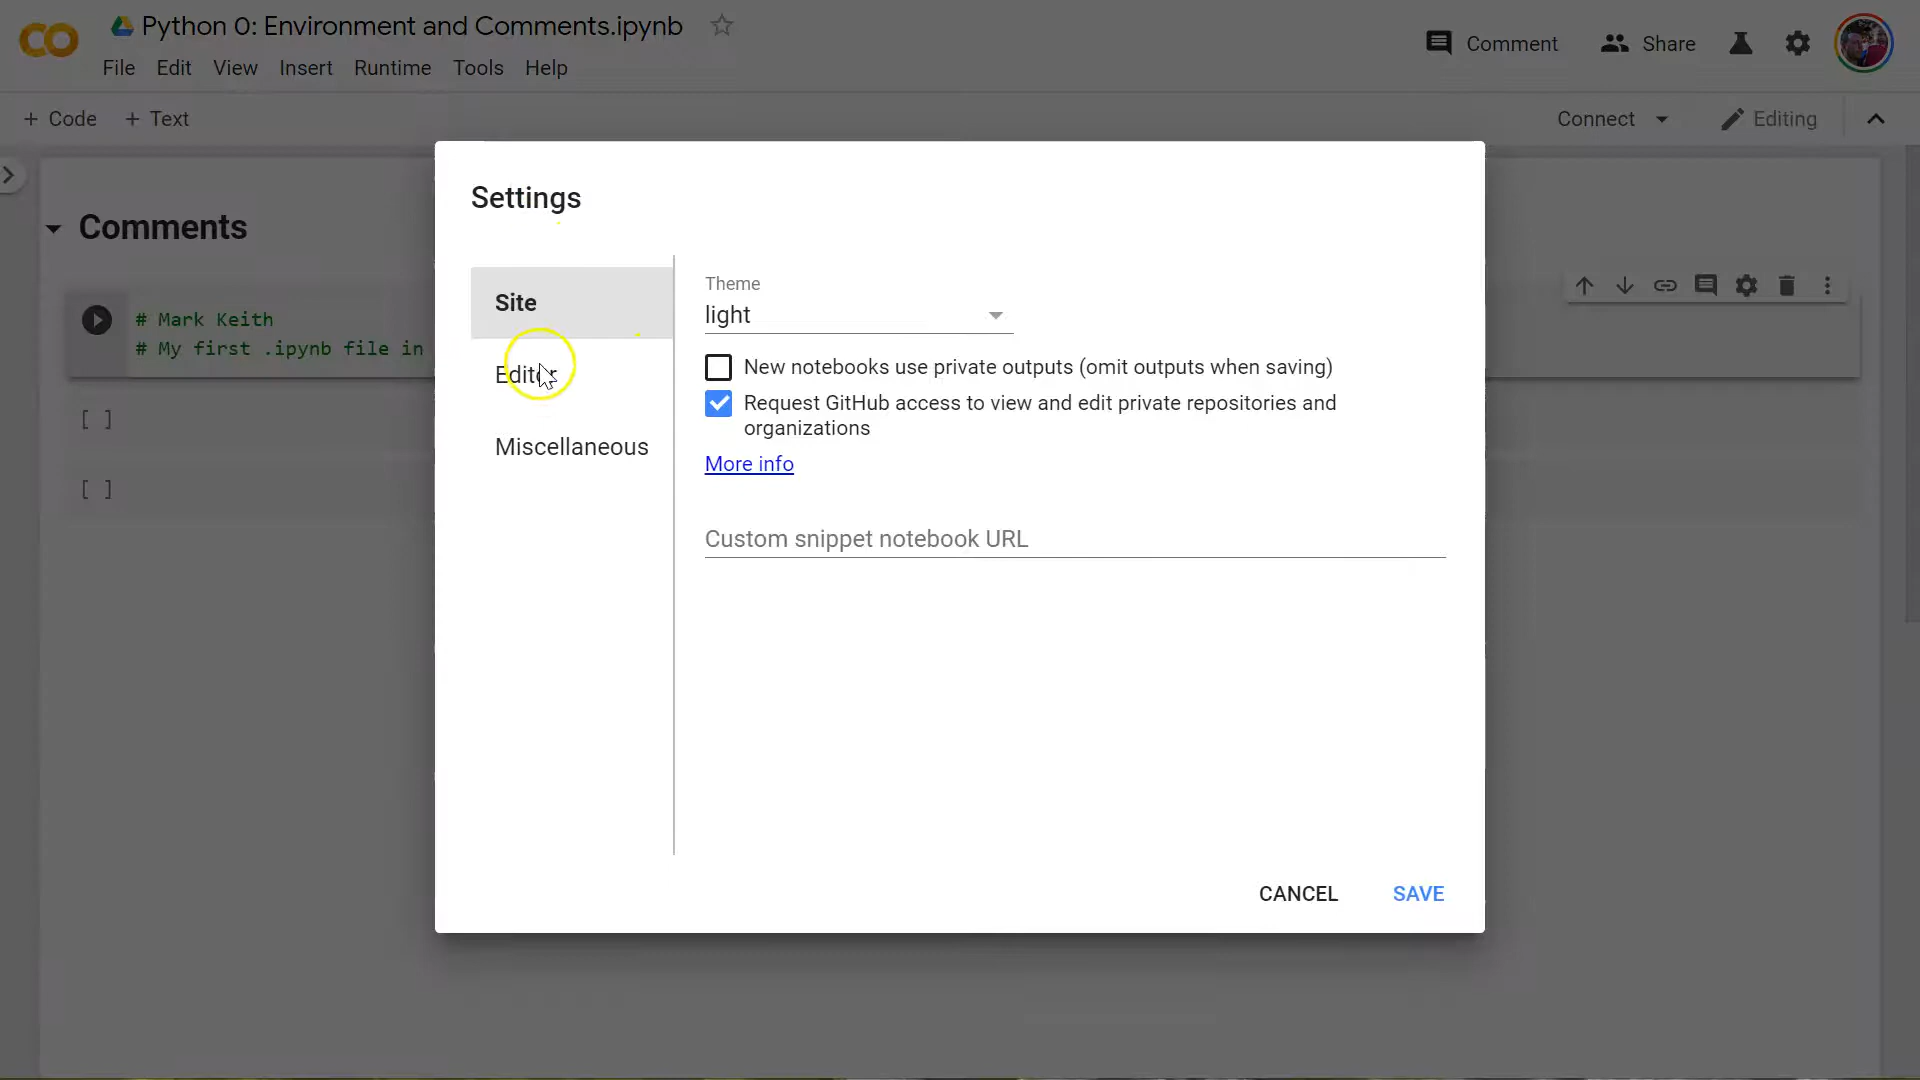 Python 0: Environment and Comments.ipynb
File Edit View Insert Runtime Tools Help
Comment Share
+ Code + Text
Connect Editing
Comments
# Mark Keith
# My first .ipynb file in
[ ]
[ ]
Settings
Site
Editor
Miscellaneous
Theme
light
New notebooks use private outputs (omit outputs when saving)
Request GitHub access to view and edit private repositories and
organizations
More info
Custom snippet notebook URL
CANCEL SAVE